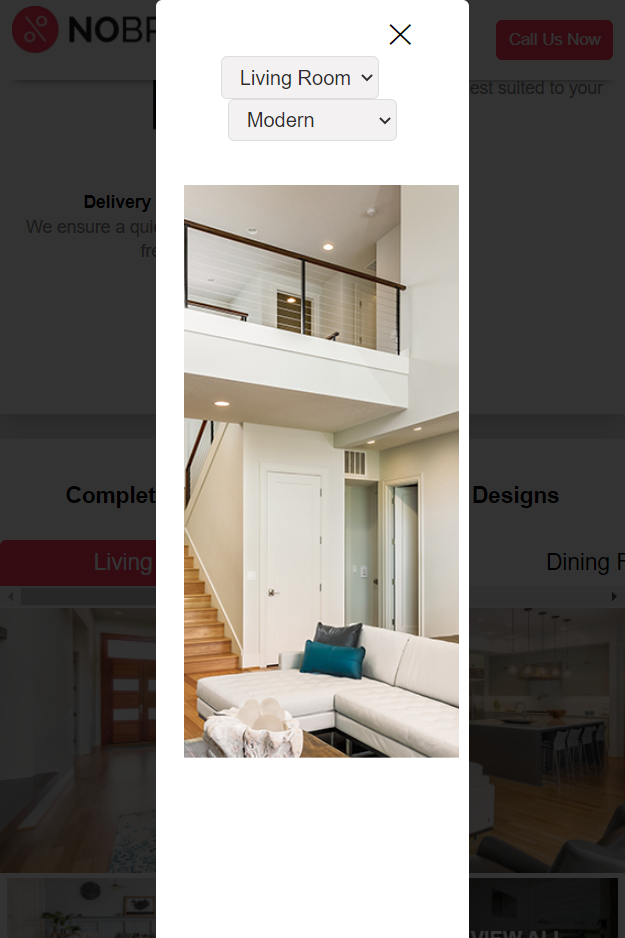 NOBR
Call Us Now
Living Room
Modern
est suited to your
Delivery
We ensure a quic
fre
Complet
Designs
Living
Dining R
VIEW ALL